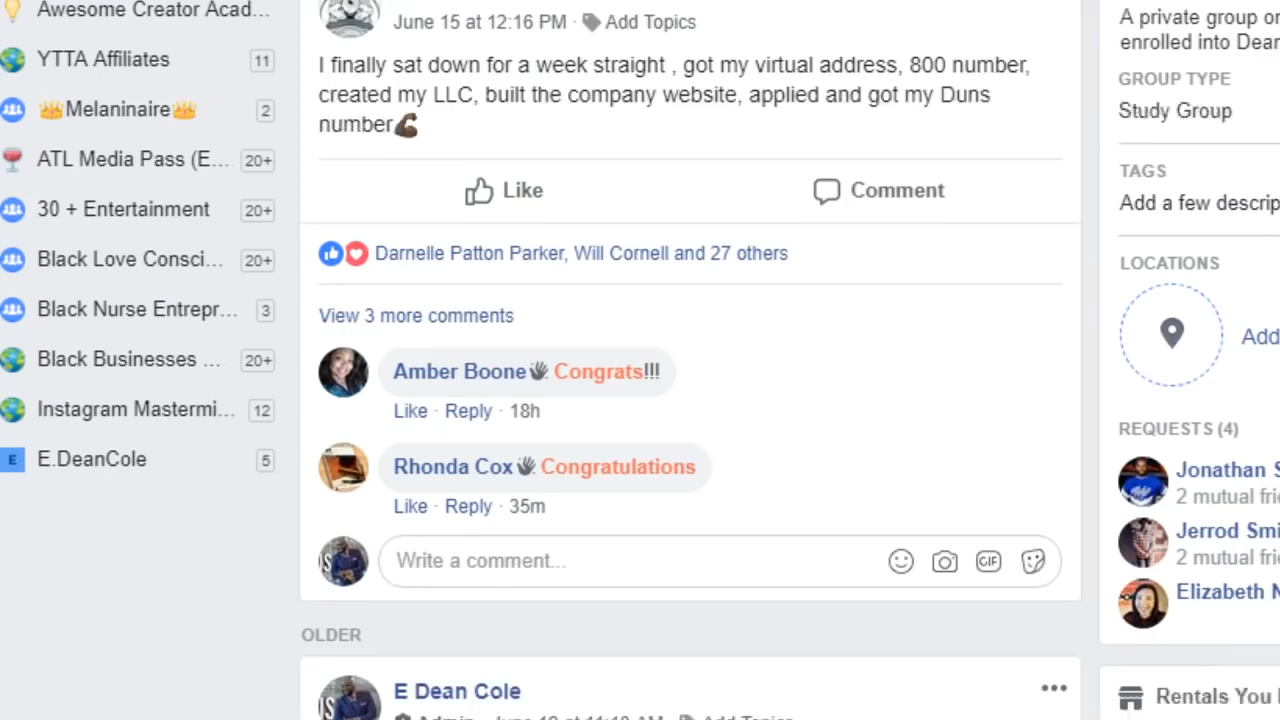 Awesome Creator Acad...
YTTA Affiliates 11
👑Melaninaire👑 2
ATL Media Pass (E... 20+
30 + Entertainment 20+
Black Love Consci... 20+
Black Nurse Entrepr... 3
Black Businesses ... 20+
Instagram Mastermi... 12
E E.DeanCole 5
June 15 at 12:16 PM · Add Topics
I finally sat down for a week straight , got my virtual address, 800 number,
created my LLC, built the company website, applied and got my Duns
number💪🏿
Like Comment
Darnelle Patton Parker, Will Cornell and 27 others
View 3 more comments
Amber Boone👋 Congrats!!!
Like · Reply · 18h
Rhonda Cox👋 Congratulations
Like · Reply · 35m
Write a comment...
GIF
OLDER
E Dean Cole
Add Topics
A private group
enrolled into
GROUP TYPE
Study Group
TAGS
Add a few
LOCATIONS
Add
REQUESTS (4)
Jonathan S
2 mutual
Jerrod
2 mutual
Elizabeth
Rentals You